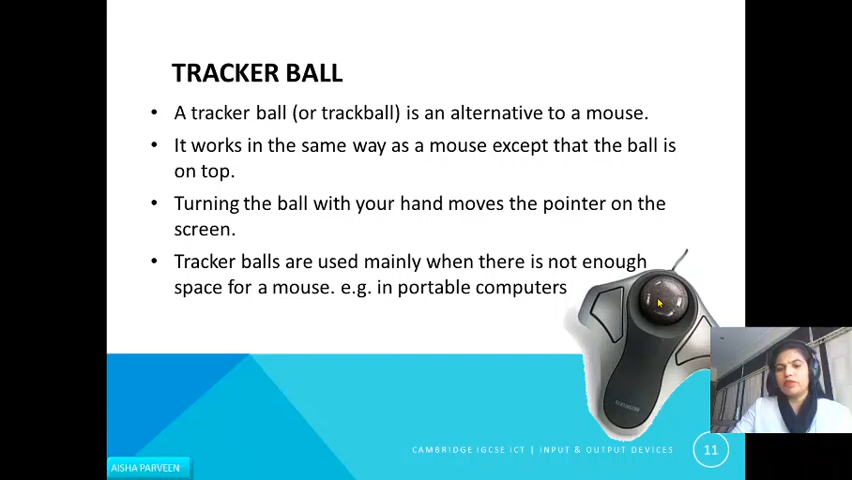 TRACKER BALL
• A tracker ball (or trackball) is an alternative to a mouse.
• It works in the same way as a mouse except that the ball is
on top.
• Turning the ball with your hand moves the pointer on the
screen.
• Tracker balls are used mainly when there is not enough
space for a mouse. e.g. in portable computers
CAMBRIDGE IGCSE ICT | INPUT & OUTPUT DEVICES
11
AISHA PARVEEN